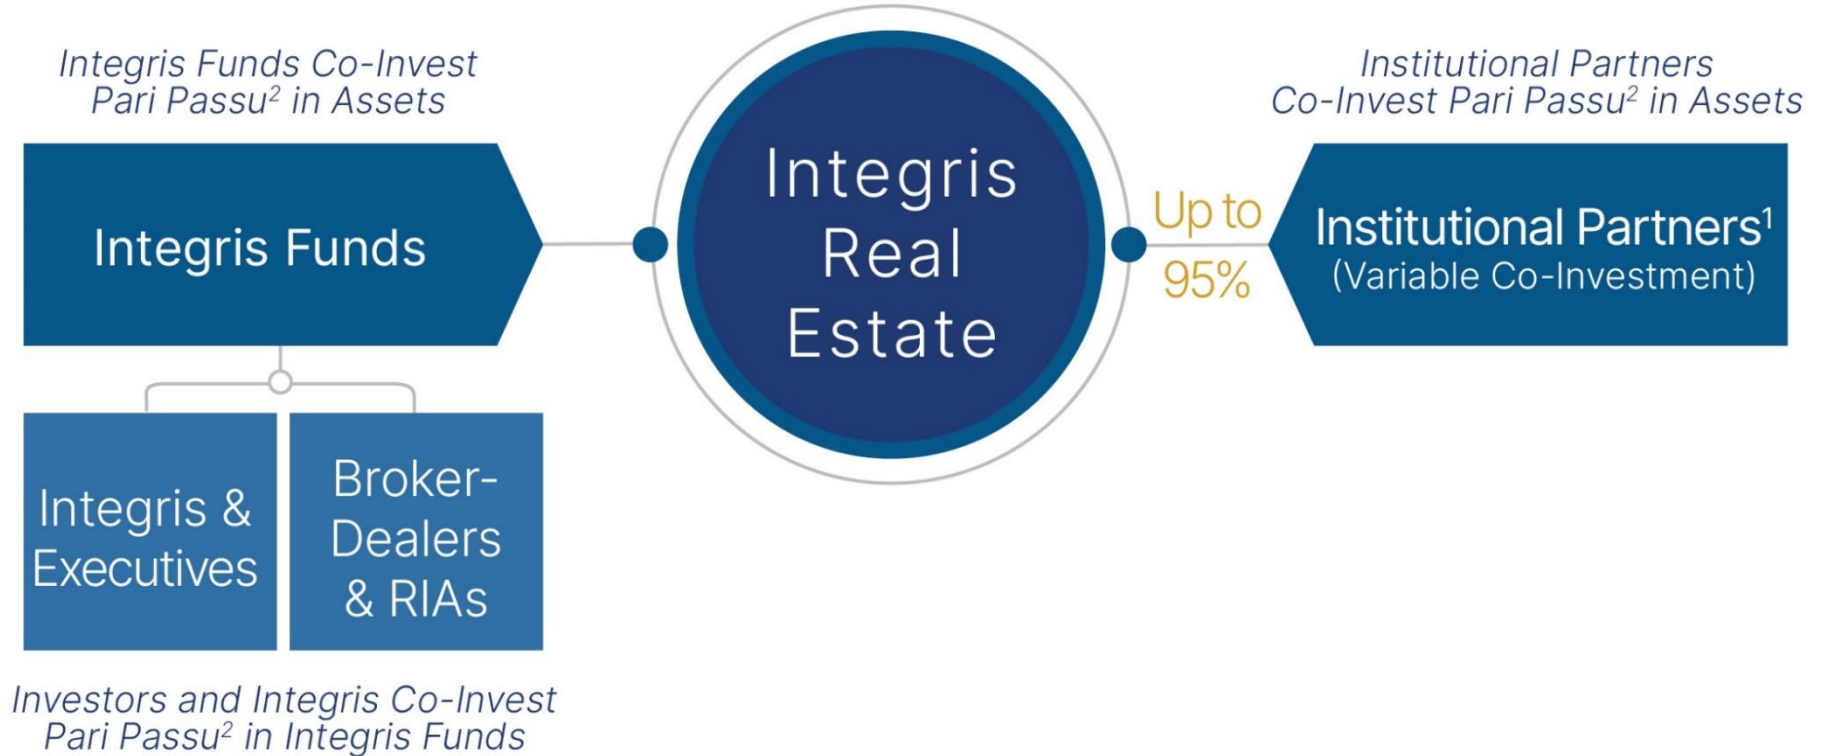 Integris Funds Co-Invest
Pari Passu² in Assets
Integris Funds
Integris &
Executives
Broker-
Dealers
& RIAs
Investors and Integris Co-Invest
Pari Passu² in Integris Funds
Integris
Real
Estate
Up to
95%
Institutional Partners
Co-Invest Pari Passu² in Assets
Institutional Partners¹
(Variable Co-Investment)